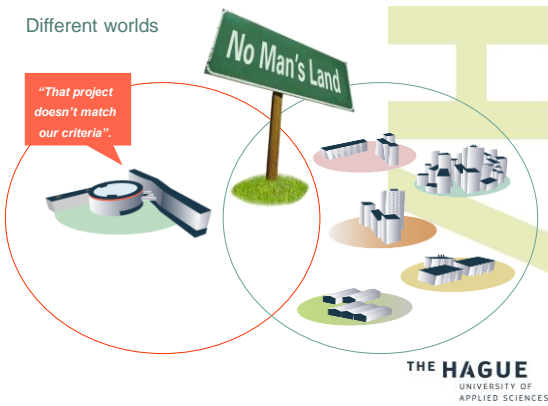 Different worlds
No Man's Land
“That project
doesn't match
our criteria”.
THE HAGUE
UNIVERSITY OF
APPLIED SCIENCES